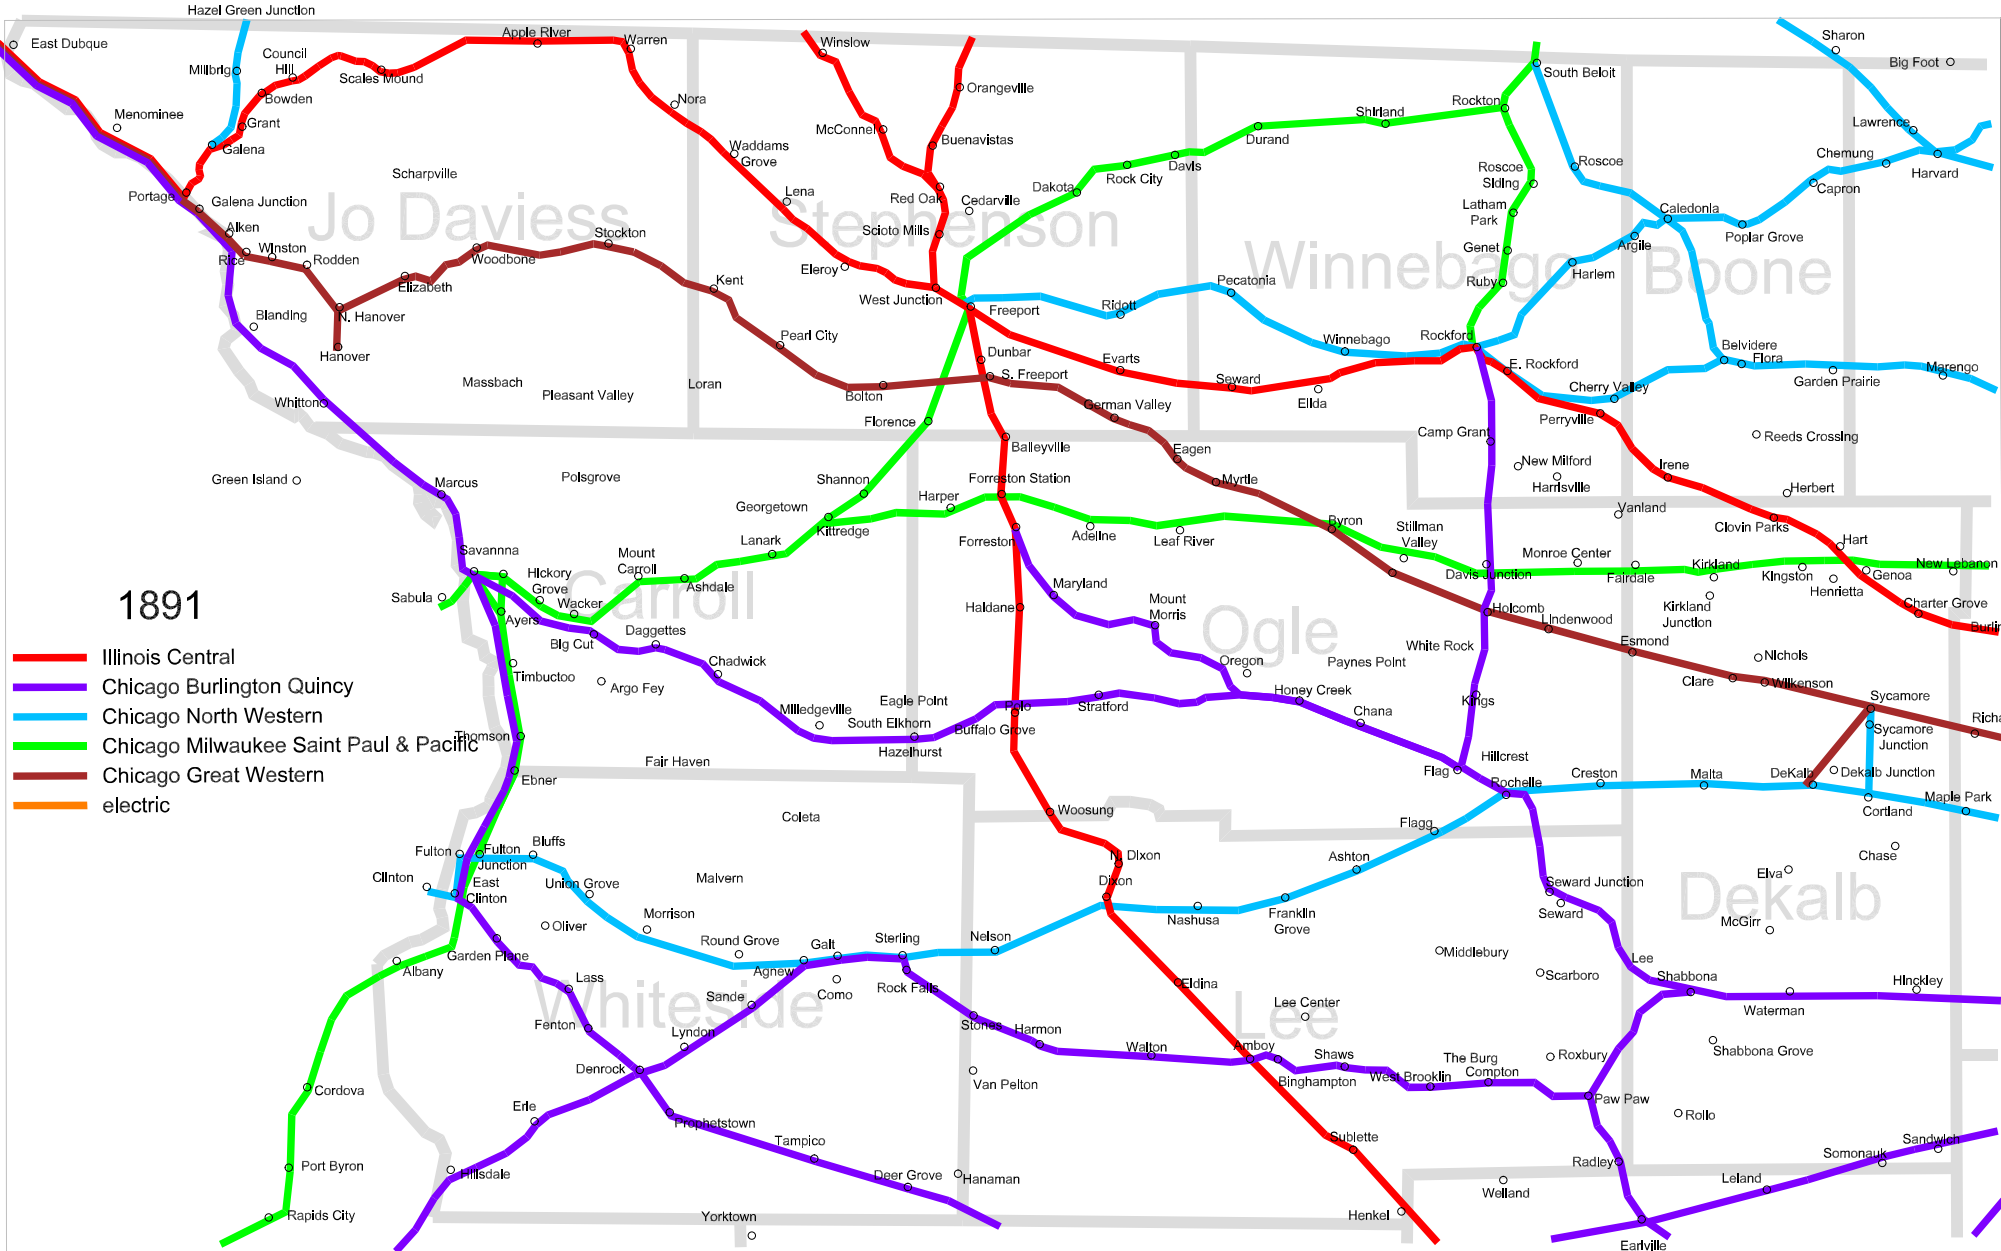 Hazel Green Junction
East Dubque
Council
Hill
Apple River
Warren
Winslow
Sharon
Big Foot
Millbrig
Scales Mound
South Beloit
Bowden
Nora
Orangeville
Rockton
Menominee
Grant
McConnel
Shirland
Lawrence
Galena
Waddams
Grove
Buenavistas
Durand
Chemung
Scharpville
Davis
Roscoe
Siding
Roscoe
Harvard
Portage
Galena Junction
Lena
Red Oak
Cedarville
Dakota
Rock City
Capron
Jo Daviess
Stephenson
Latham
Park
Caledonia
Aiken
Stockton
Scioto Mills
Genet
Argile
Poplar Grove
Rice
Winston
Rodden
Woodbone
Eleroy
Winnebago
Harlem
Boone
Elizabeth
Kent
West Junction
Freeport
Ridott
Pecatonia
Ruby
Blanding
N. Hanover
Hanover
Pearl City
Winnebago
Rockford
Belvidere
Flora
Dunbar
Evarts
E. Rockford
Marengo
Massbach
Pleasant Valley
Loran
Bolton
S. Freeport
Seward
Elida
Cherry Valley
Garden Prairie
Whitton
Florence
German Valley
Perryville
Camp Grant
Reeds Crossing
Balleyville
Eagen
New Milford
Harrisville
Irene
Green Island
Marcus
Polsgrove
Shannon
Forreston Station
Myrtle
Herbert
Georgetown
Harper
Vanland
Clovin Parks
Kittredge
Byron
Savannna
Lanark
Forreston
Adeline
Leaf River
Stillman
Valley
Hart
Hickory
Grove
Mount
Carroll
Ashdale
Monroe Center
Kirkland
New Lebanon
Davis Junction
Fairdale
Kingston
Genoa
Henrietta
Sabula
Carroll
Wacker
Maryland
Mount
Morris
Kirkland
Junction
Charter Grove
1891
Ayers
Haldane
Ogle
Holcomb
Lindenwood
Burlin
Big Cut
Daggettes
White Rock
Esmond
Illinois Central
Chadwick
Oregon
Paynes Point
Nichols
Timbuctoo
Argo Fey
Clare
Wilkenson
Chicago Burlington Quincy
Eagle Point
Polo
Stratford
Honey Creek
Kings
Sycamore
Chicago North Western
Milledgeville
South Elkhorn
Buffalo Grove
Chana
Sycamore
Junction
Richa
Chicago Milwaukee Saint Paul & Pacific
Thomson
Hazelhurst
Hillcrest
Fair Haven
Chicago Great Western
Ebner
Flag
Rochelle
Creston
Malta
DeKalb
Dekalb Junction
electric
Coleta
Woosung
Cortland
Maple Park
Flagg
Fulton
Fulton
Junction
Bluffs
N. Dixon
Ashton
Chase
Clinton
East
Clinton
Union Grove
Malvern
Dixon
Seward Junction
Elva
Oliver
Morrison
Nashusa
Franklin
Grove
Seward
Dekalb
McGirr
Garden Plane
Round Grove
Galt
Sterling
Nelson
Middlebury
Lee
Albany
Lass
Agnew
Como
Rock Falls
Eldina
Scarboro
Shabbona
Hinckley
Sande
Whiteside
Lee Center
Waterman
Fenton
Lyndon
Stones
Harmon
Lee
Denrock
Walton
Amboy
Shaws
The Burg
Roxbury
Shabbona Grove
Cordova
Van Pelton
Binghampton
West Brooklin
Compton
Paw Paw
Erie
Prophetstown
Rollo
Tampico
Sublette
Sandwich
Port Byron
Hillsdale
Deer Grove
Hanaman
Radley
Somonauk
Welland
Leland
Rapids City
Yorktown
Henkel
Earlville